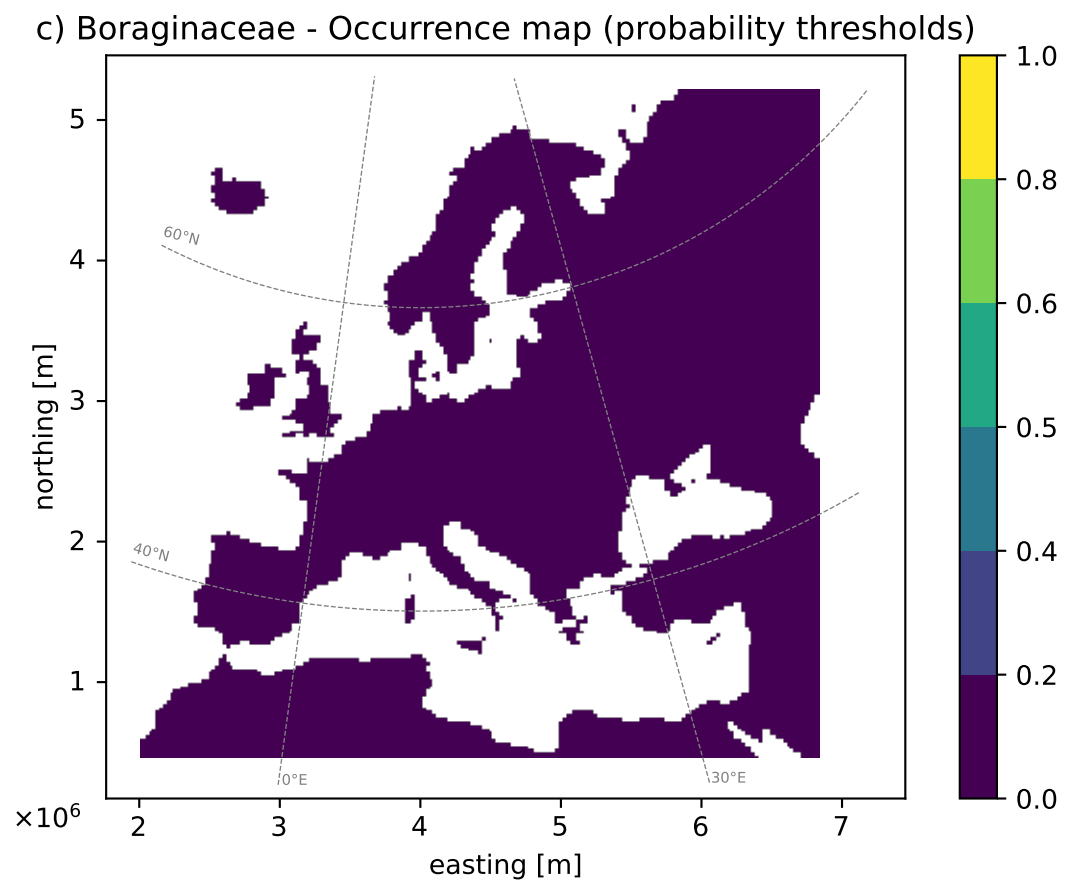 c) Boraginaceae - Occurrence map (probability thresholds)
1.0
0.8
0.6
0.5
0.4
0.2
0.0
5
4
3
2
1
northing [m]
60°N
40°N
0°E
30°E
×10⁶
2 3 4 5 6 7
easting [m]